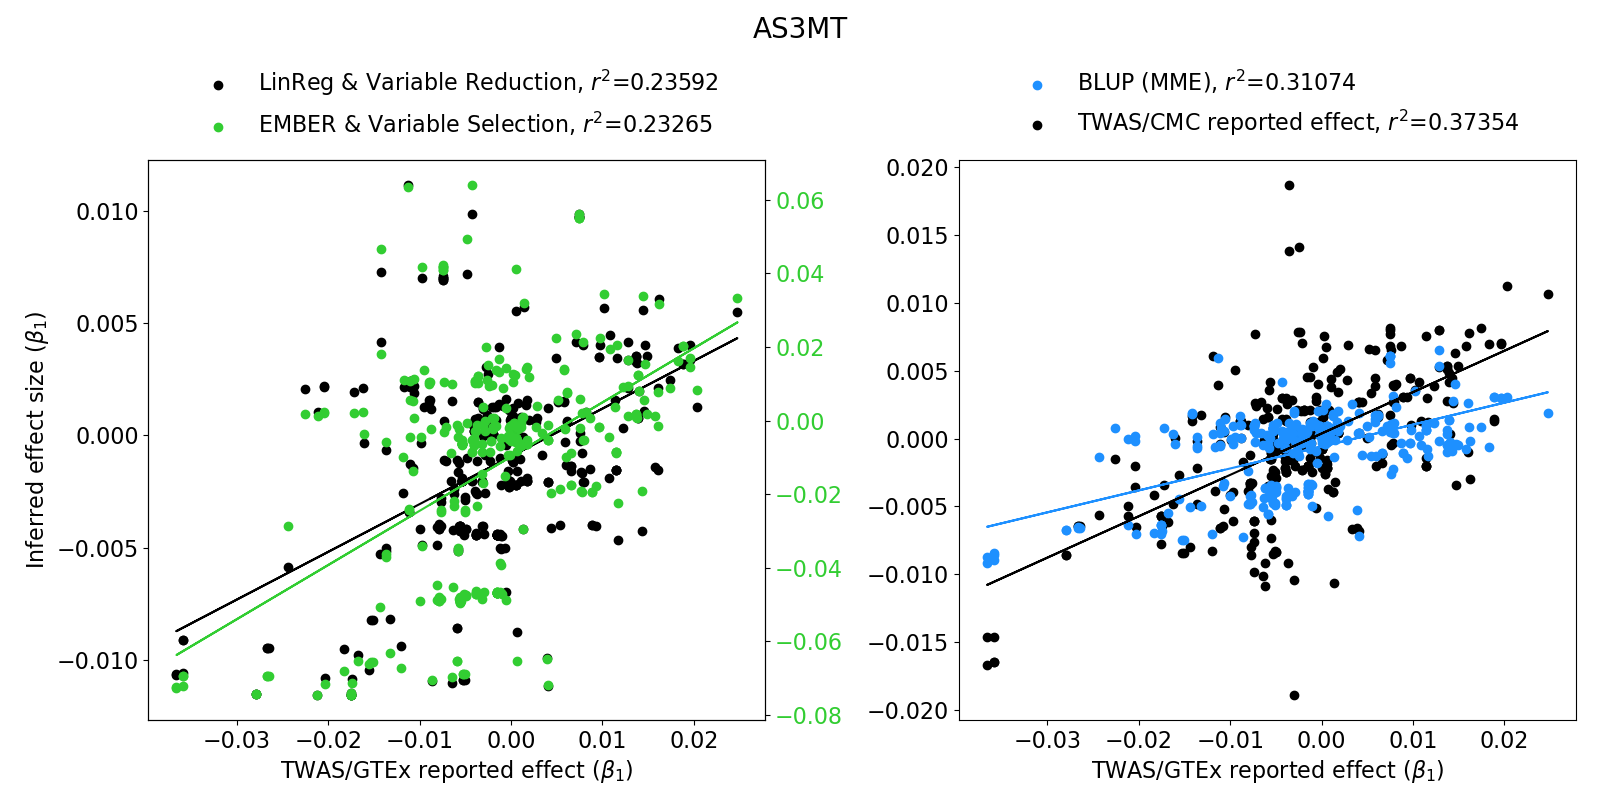 AS3MT
LinReg & Variable Reduction, r²=0.23592
EMBER & Variable Selection, r²=0.23265
BLUP (MME), r²=0.31074
TWAS/CMC reported effect, r²=0.37354
Inferred effect size (β₁)
0.010
0.005
0.000
−0.005
−0.010
0.06
0.04
0.02
0.00
−0.02
−0.04
−0.06
−0.08
−0.03 −0.02 −0.01 0.00 0.01 0.02
TWAS/GTEx reported effect (β₁)
0.020
0.015
0.010
0.005
0.000
−0.005
−0.010
−0.015
−0.020
−0.03 −0.02 −0.01 0.00 0.01 0.02
TWAS/GTEx reported effect (β₁)